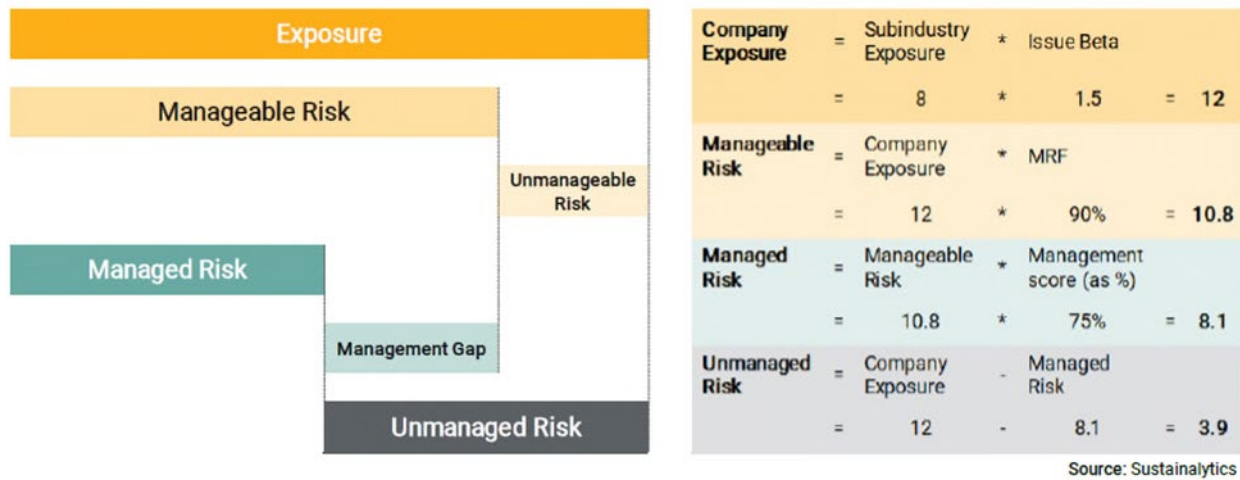 Exposure
Manageable Risk
Unmanageable
Risk
Managed Risk
Management Gap
Unmanaged Risk
Company
Exposure = Subindustry
Exposure * Issue Beta
= 8 * 1.5 = 12
Manageable
Risk = Company
Exposure * MRF
= 12 * 90% = 10.8
Managed
Risk = Manageable
Risk * Management
score (as %)
= 10.8 * 75% = 8.1
Unmanaged
Risk = Company
Exposure - Managed
Risk
= 12 - 8.1 = 3.9
Source: Sustainalytics